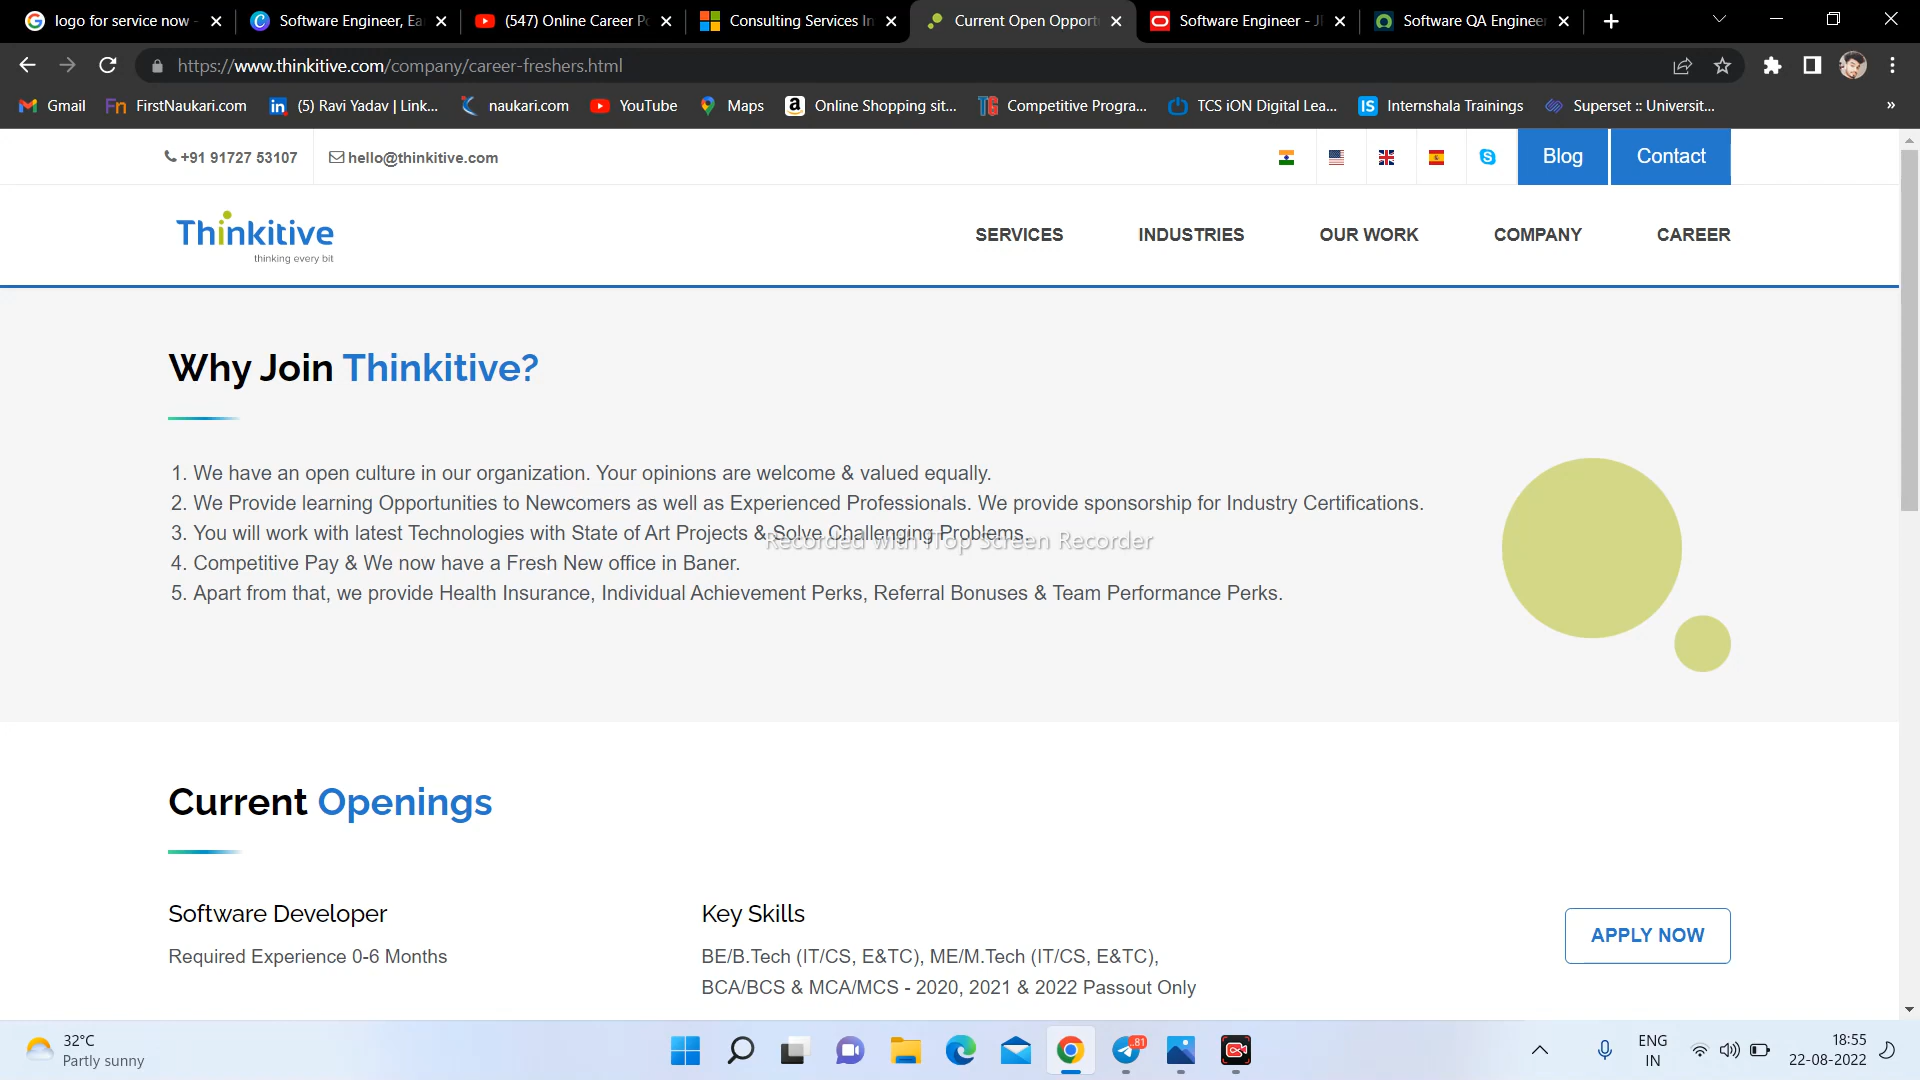 logo for service now -
Software Engineer, Ea
(547) Online Career Po
Consulting Services In
Current Open Opport
Software Engineer - J
Software QA Engineer
https://www.thinkitive.com/company/career-freshers.html
Gmail
FirstNaukari.com
(5) Ravi Yadav | Link...
naukari.com
YouTube
Maps
Online Shopping sit...
Competitive Progra...
TCS iON Digital Lea...
Internshala Trainings
Superset :: Universit...
»
+91 91727 53107
hello@thinkitive.com
Blog
Contact
Thinkitive
thinking every bit
SERVICES
INDUSTRIES
OUR WORK
COMPANY
CAREER
Why Join Thinkitive?
1. We have an open culture in our organization. Your opinions are welcome & valued equally.
2. We Provide learning Opportunities to Newcomers as well as Experienced Professionals. We provide sponsorship for Industry Certifications.
3. You will work with latest Technologies with State of Art Projects & Solve Challenging Problems.
Recorded with iTop Screen Recorder
4. Competitive Pay & We now have a Fresh New office in Baner.
5. Apart from that, we provide Health Insurance, Individual Achievement Perks, Referral Bonuses & Team Performance Perks.
Current Openings
Software Developer
Required Experience 0-6 Months
Key Skills
BE/B.Tech (IT/CS, E&TC), ME/M.Tech (IT/CS, E&TC),
BCA/BCS & MCA/MCS - 2020, 2021 & 2022 Passout Only
APPLY NOW
32°C
Partly sunny
81
ENG
IN
18:55
22-08-2022